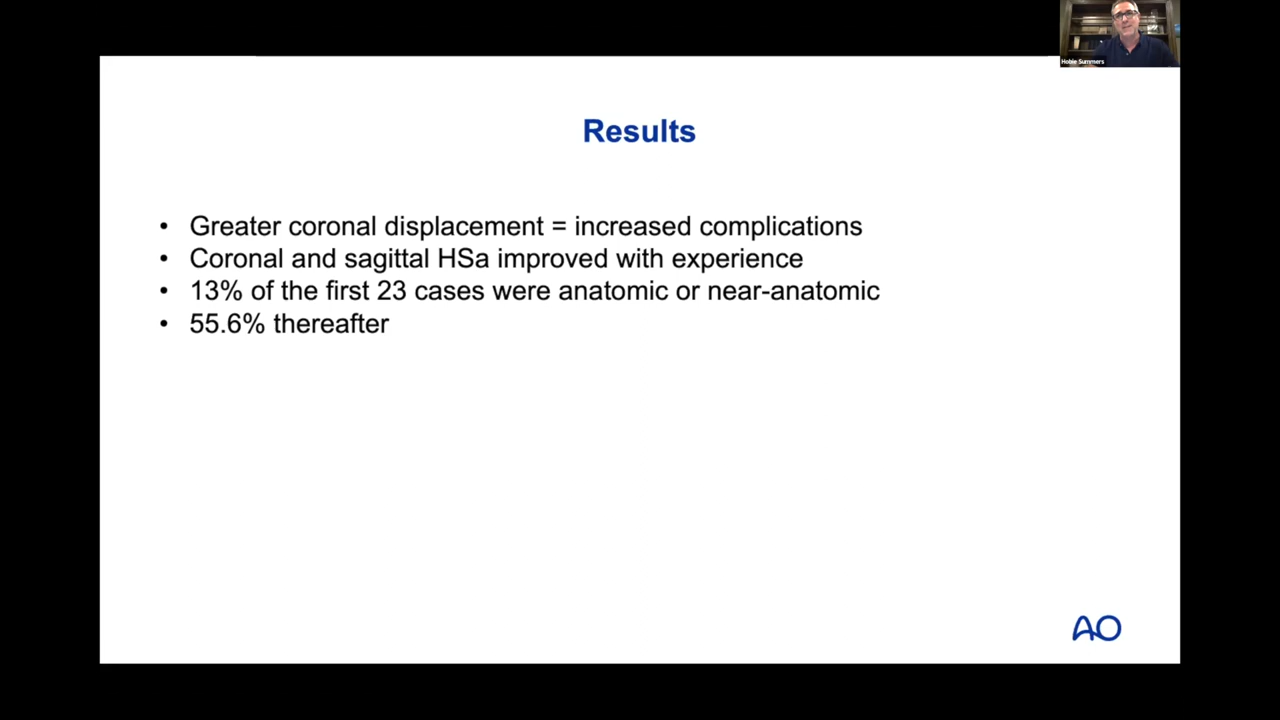 Hobie Summers
Results
• Greater coronal displacement = increased complications
• Coronal and sagittal HSa improved with experience
• 13% of the first 23 cases were anatomic or near-anatomic
• 55.6% thereafter
AO